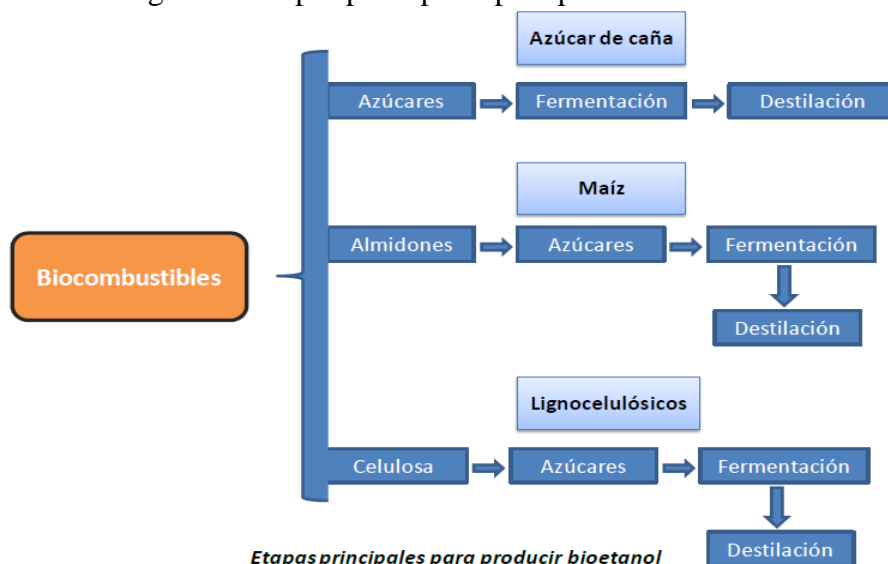 Azúcar de caña
Azúcares
Fermentación
Destilación
Maíz
Almidones
Azúcares
Fermentación
Biocombustibles
Destilación
Lignocelulósicos
Celulosa
Azúcares
Fermentación
Destilación
Etapas principales para producir bioetanol